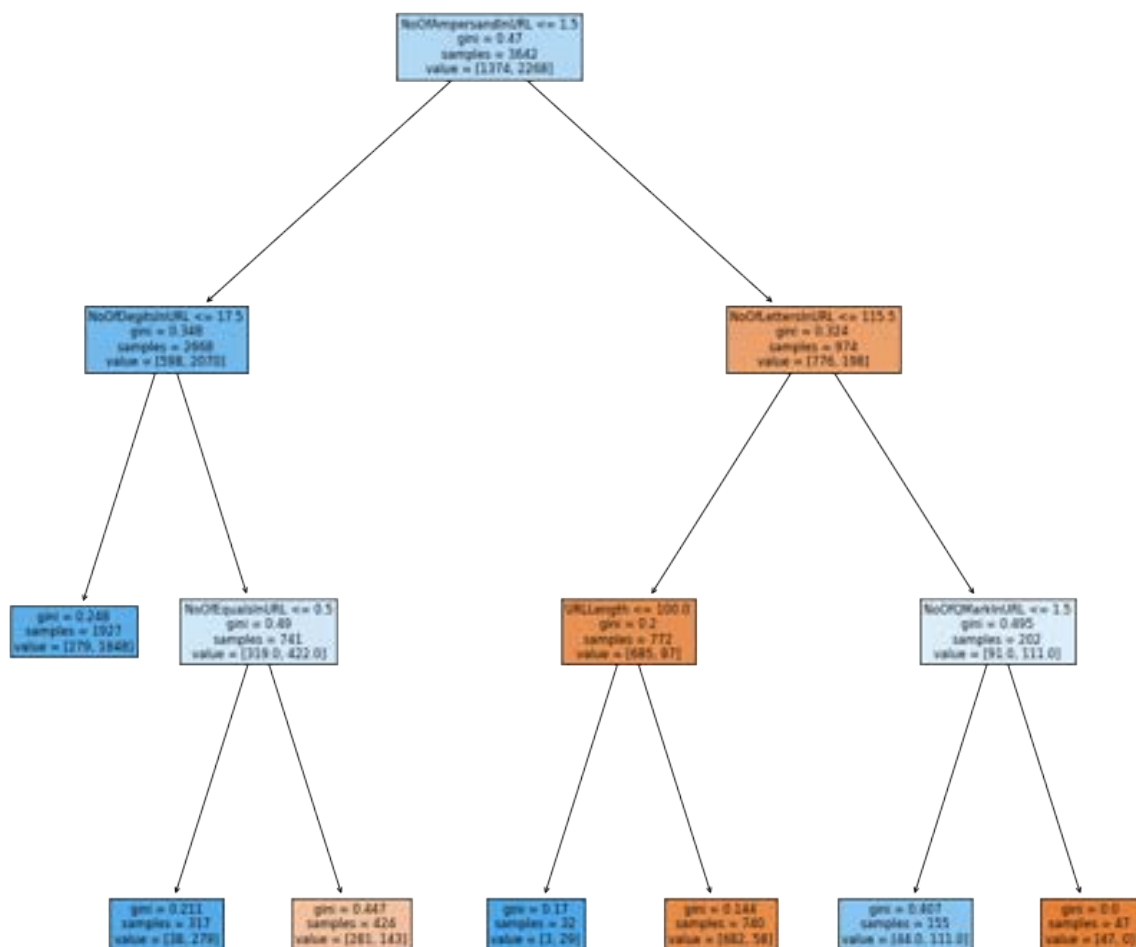 NoOfAmpersandInURL <= 1.5
gini = 0.47
samples = 3642
value = [1374, 2268]
NoOfDegitsInURL <= 17.5
gini = 0.348
samples = 2668
value = [598, 2070]
NoOfLettersInURL <= 115.5
gini = 0.324
samples = 974
value = [776, 198]
gini = 0.248
samples = 1927
value = [279, 1648]
NoOfEqualsInURL <= 0.5
gini = 0.49
samples = 741
value = [319.0, 422.0]
URLLength <= 100.0
gini = 0.2
samples = 772
value = [685, 87]
NoOfQMarkInURL <= 1.5
gini = 0.495
samples = 202
value = [91.0, 111.0]
gini = 0.211
samples = 317
value = [38, 279]
gini = 0.447
samples = 424
value = [281, 143]
gini = 0.17
samples = 32
value = [3, 29]
gini = 0.144
samples = 740
value = [682, 58]
gini = 0.407
samples = 155
value = [44.0, 111.0]
gini = 0.0
samples = 47
value = [47, 0]